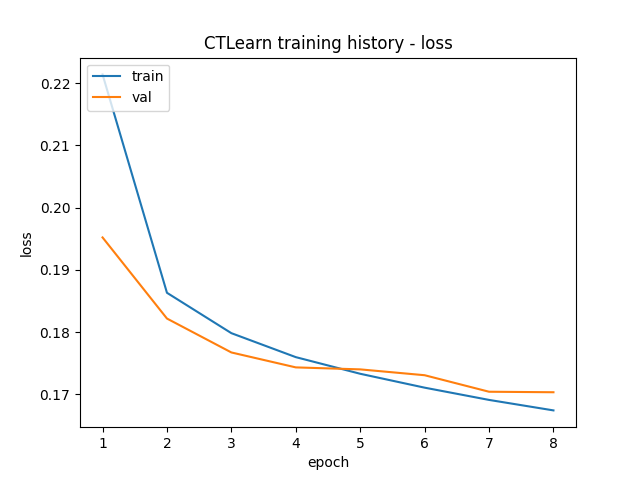 CTLearn training history - loss
train
val
0.22
0.21
0.20
0.19
0.18
0.17
loss
1 2 3 4 5 6 7 8
epoch